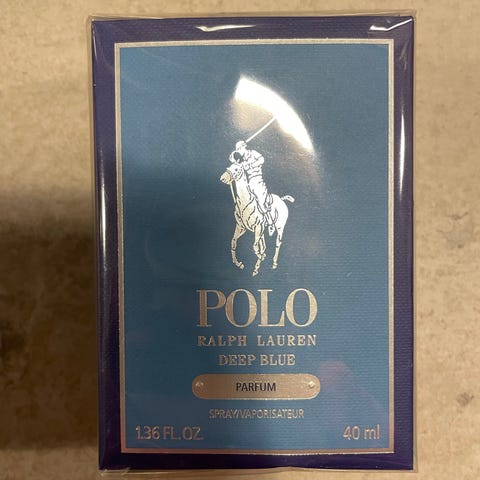 POLO
RALPH LAUREN
DEEP BLUE
PARFUM
SPRAY/VAPORISATEUR
1.36 FL. OZ. 40 ml